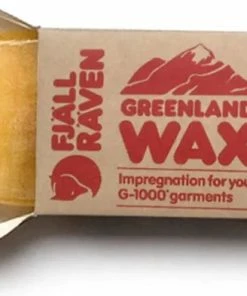 FJÄLL
RÄVEN
GREENLAND
WAX
Impregnation for you
G-1000® garments